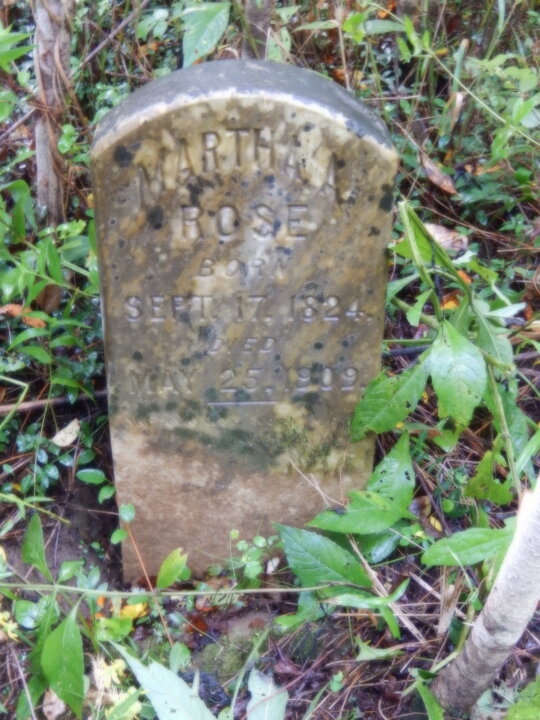 MARTHA A.
ROSE
BORN
SEPT. 17, 1824.
DIED
MAY 25, 1909.